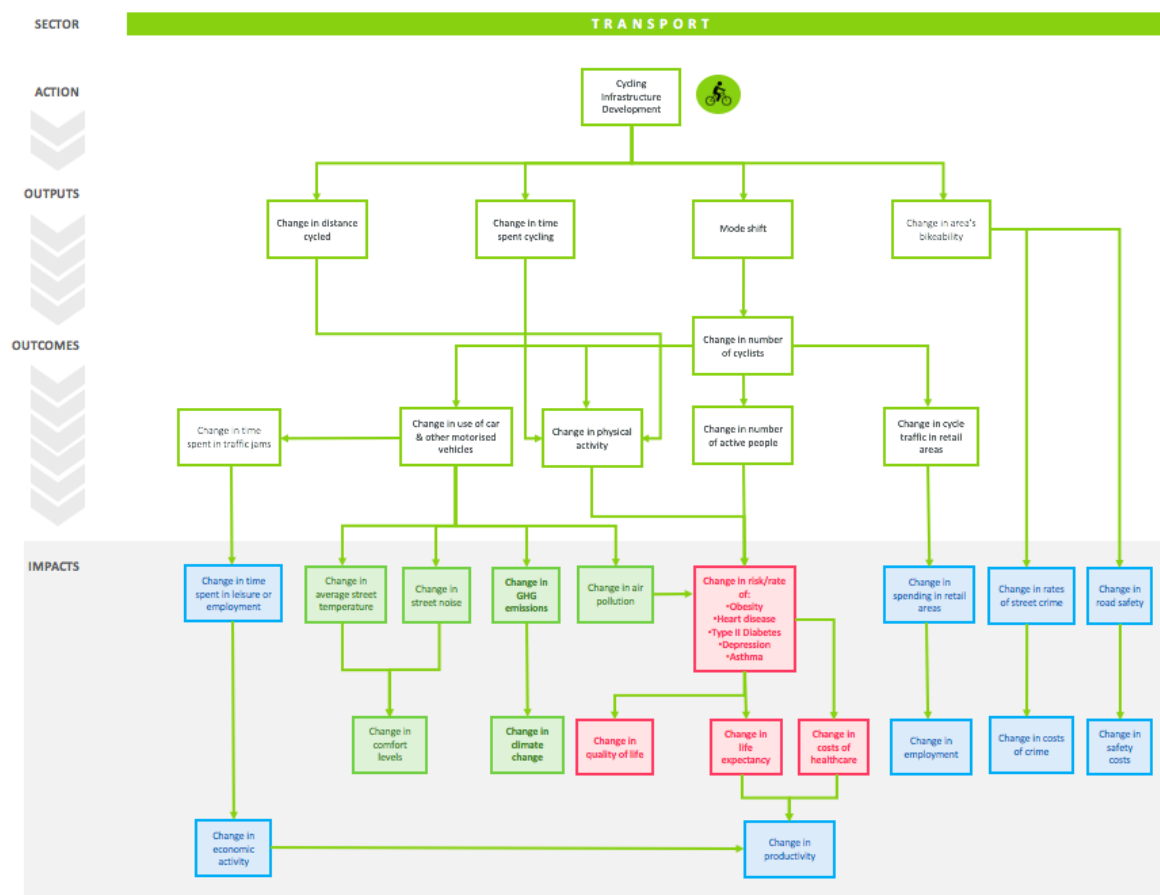 SECTOR
TRANSPORT
ACTION
Cycling
Infrastructure
Development
OUTPUTS
Change in distance
cycled
Change in time
spent cycling
Mode shift
Change in area's
bikeability
OUTCOMES
Change in number
of cyclists
Change in time
spent in traffic jams
Change in use of car
& other motorised
vehicles
Change in physical
activity
Change in number
of active people
Change in cycle
traffic in retail
areas
IMPACTS
Change in time
spent in leisure or
employment
Change in
average street
temperature
Change in
street noise
Change in
GHG
emissions
Change in air
pollution
Change in risk/rate
of:
•Obesity
•Heart disease
•Type II Diabetes
•Depression
•Asthma
Change in
spending in retail
areas
Change in rates
of street crime
Change in
road safety
Change in
comfort
levels
Change in
climate
change
Change in
quality of life
Change in
life
expectancy
Change in
costs of
healthcare
Change in
employment
Change in costs
of crime
Change in
safety
costs
Change in
economic
activity
Change in
productivity